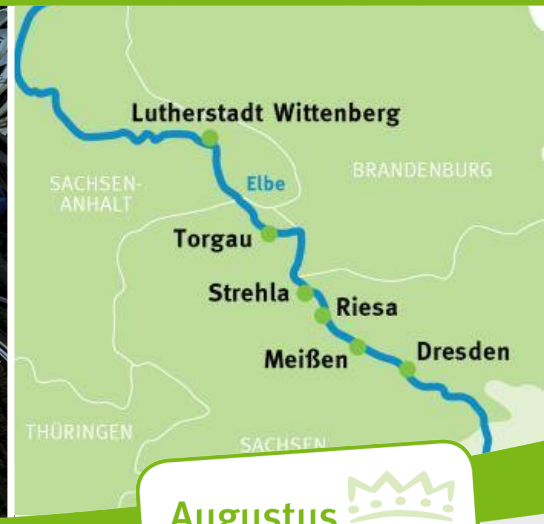 Lutherstadt Wittenberg
BRANDENBURG
SACHSEN-
ANHALT
Elbe
Torgau
Strehla
Riesa
Meißen
Dresden
THÜRINGEN
SACHSEN
Augustus